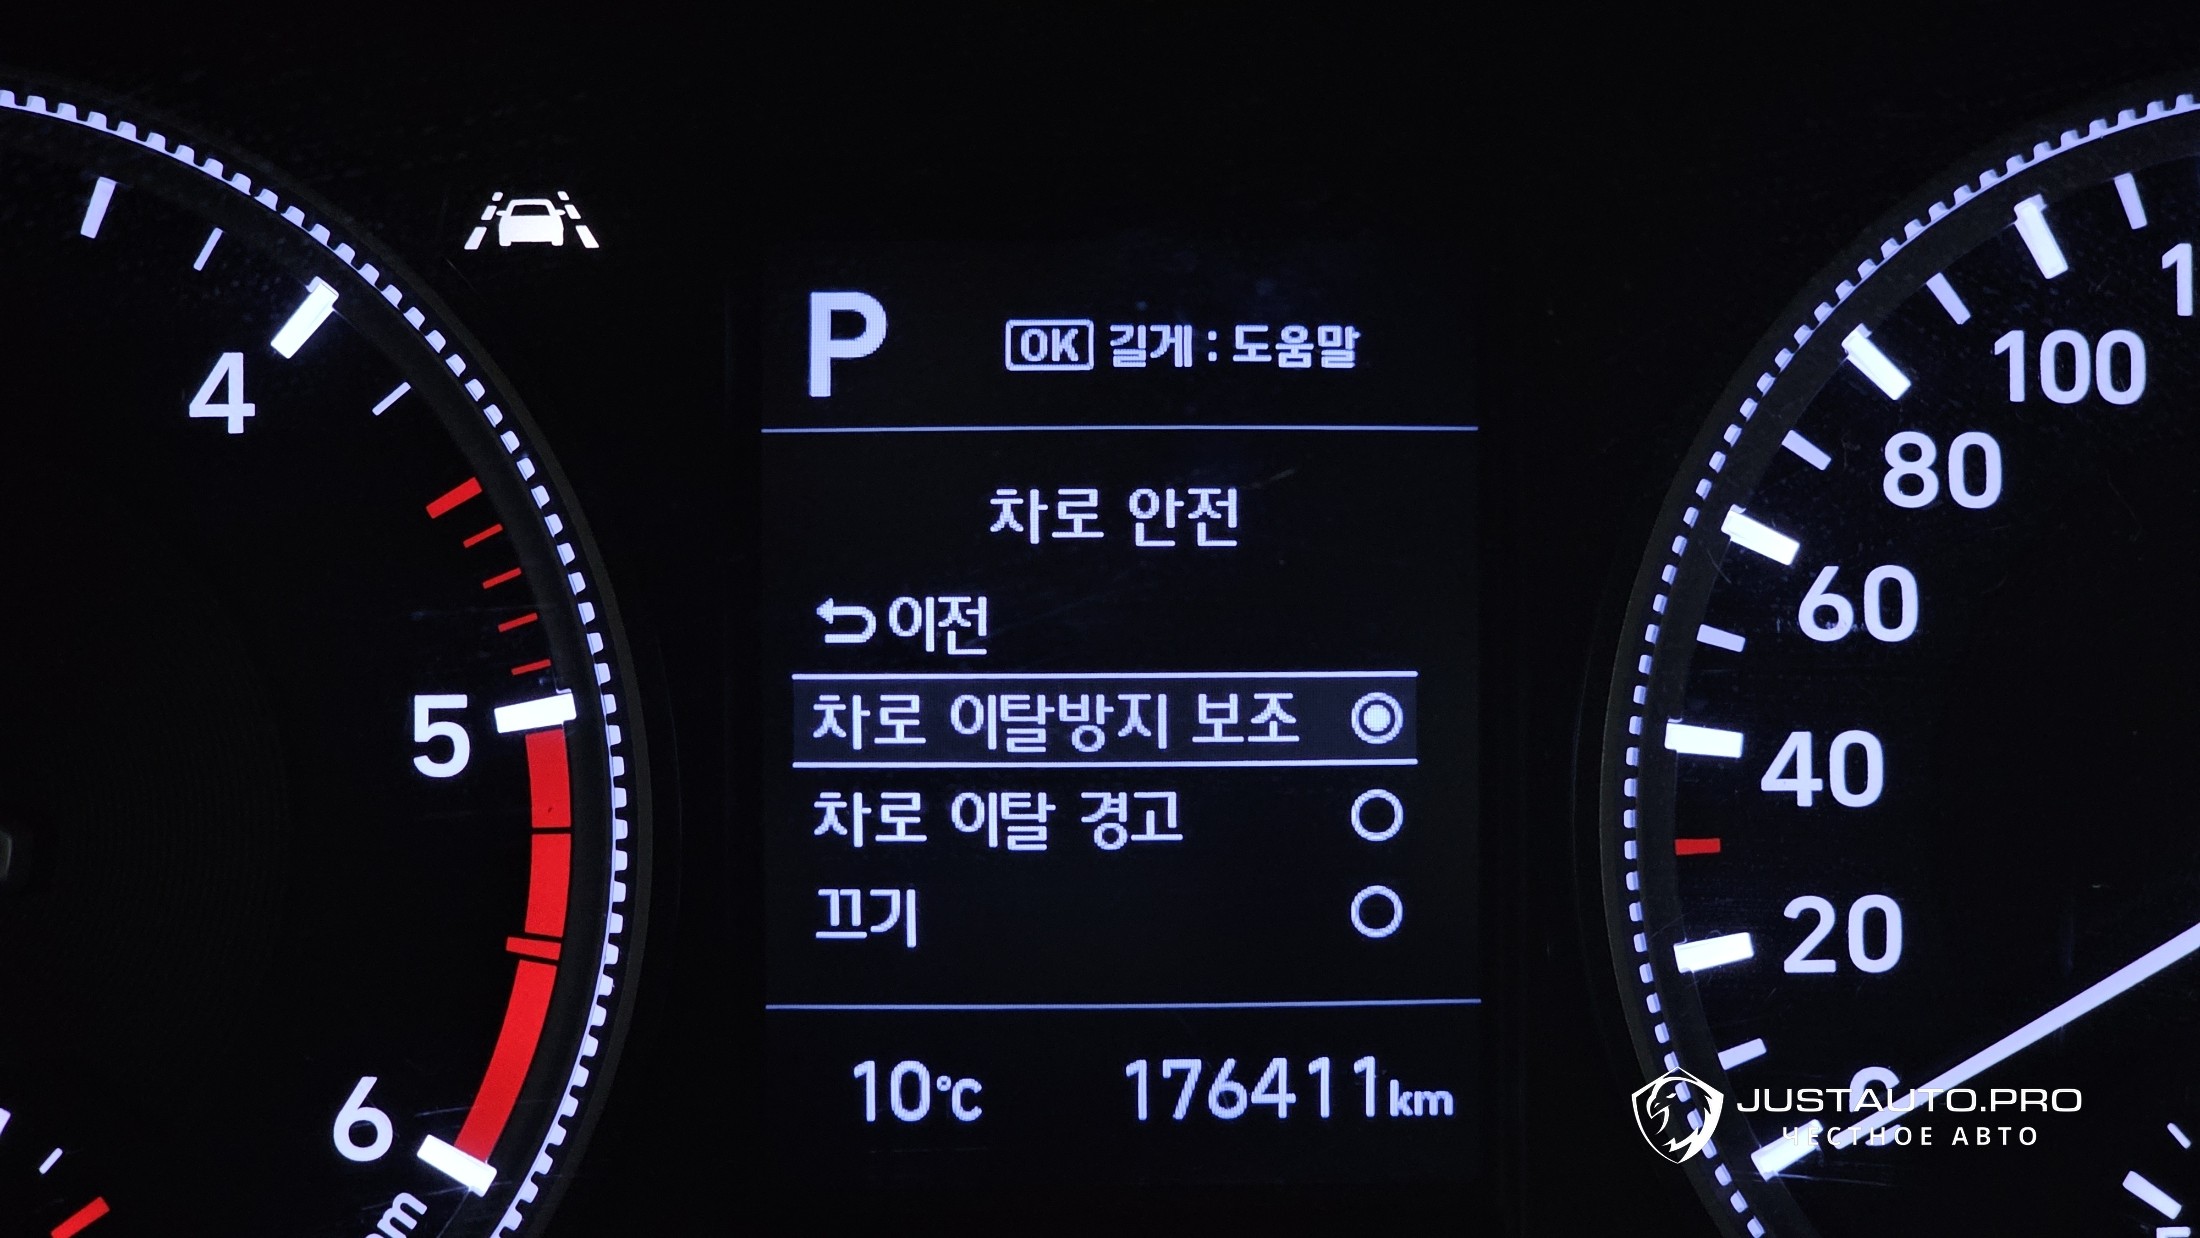 P
OK 길게 : 도움말
차로 안전
이전
차로 이탈방지 보조
차로 이탈 경고
끄기
10°C 176411km
4
5
6
100
80
60
40
20
JUSTAUTO.PRO
ЧЕСТНОЕ АВТО